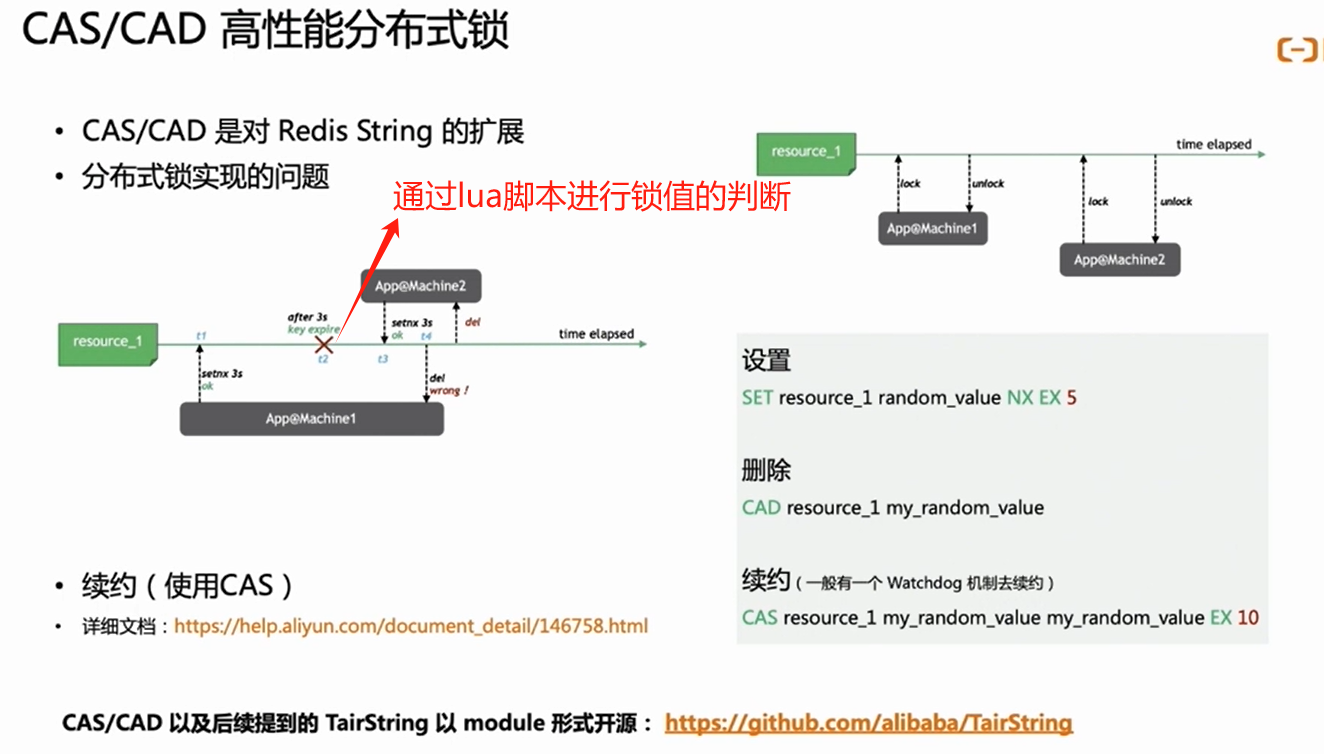 CAS/CAD 高性能分布式锁
• CAS/CAD 是对 Redis String 的扩展
• 分布式锁实现的问题
通过lua脚本进行锁值的判断
resource_1
time elapsed
lock
unlock
App@Machine1
lock
unlock
App@Machine2
App@Machine2
after 3s
key expire
setnx 3s
ok
del
resource_1
t1
t2
t3
t4
time elapsed
setnx 3s
ok
del
wrong !
App@Machine1
设置
SET resource_1 random_value NX EX 5
删除
CAD resource_1 my_random_value
续约（一般有一个 Watchdog 机制去续约）
CAS resource_1 my_random_value my_random_value EX 10
• 续约（使用CAS）
• 详细文档：https://help.aliyun.com/document_detail/146758.html
CAS/CAD 以及后续提到的 TairString 以 module 形式开源： https://github.com/alibaba/TairString